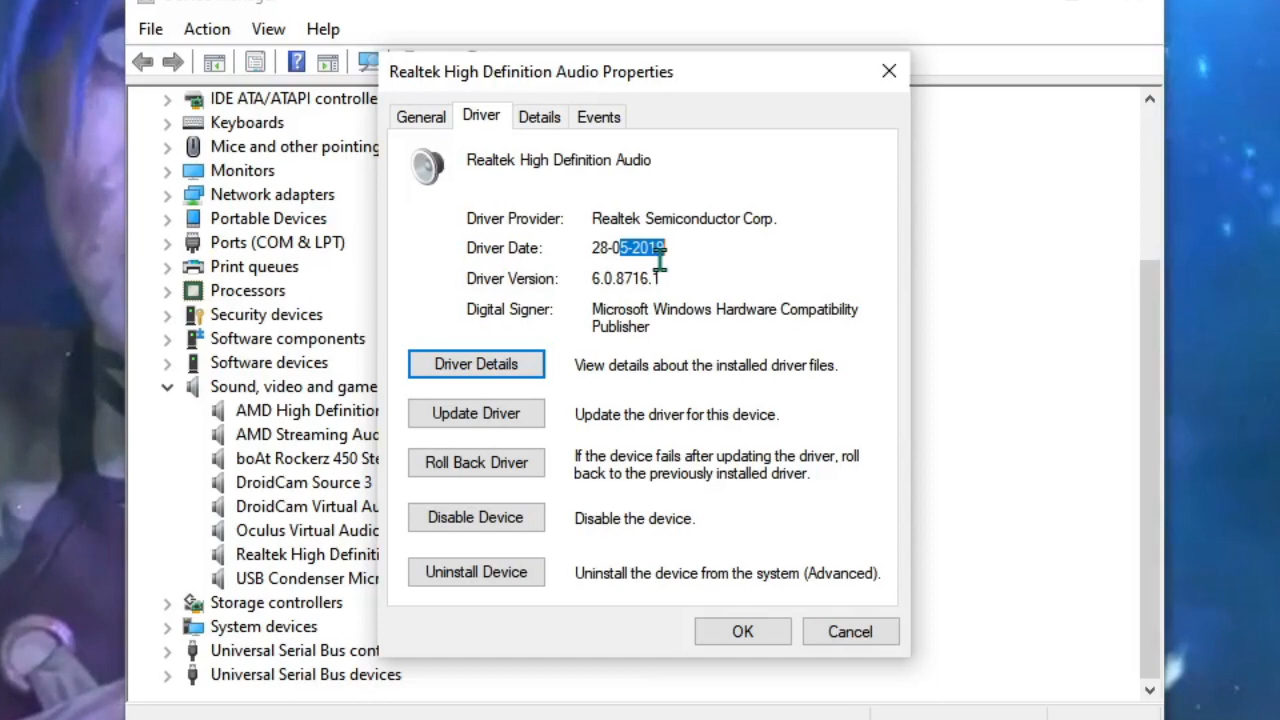 File Action View Help
Realtek High Definition Audio Properties
General Driver Details Events
Realtek High Definition Audio
Driver Provider: Realtek Semiconductor Corp.
Driver Date: 28-05-2019
Driver Version: 6.0.8716.1
Digital Signer: Microsoft Windows Hardware Compatibility
Publisher
Driver Details View details about the installed driver files.
Update Driver Update the driver for this device.
Roll Back Driver If the device fails after updating the driver, roll
back to the previously installed driver.
Disable Device Disable the device.
Uninstall Device Uninstall the device from the system (Advanced).
OK Cancel
IDE ATA/ATAPI controlle
Keyboards
Mice and other pointing
Monitors
Network adapters
Portable Devices
Ports (COM & LPT)
Print queues
Processors
Security devices
Software components
Software devices
Sound, video and game
AMD High Definition
AMD Streaming Aud
boAt Rockerz 450 Ste
DroidCam Source 3
DroidCam Virtual Au
Oculus Virtual Audio
Realtek High Definiti
USB Condenser Micr
Storage controllers
System devices
Universal Serial Bus cont
Universal Serial Bus devices